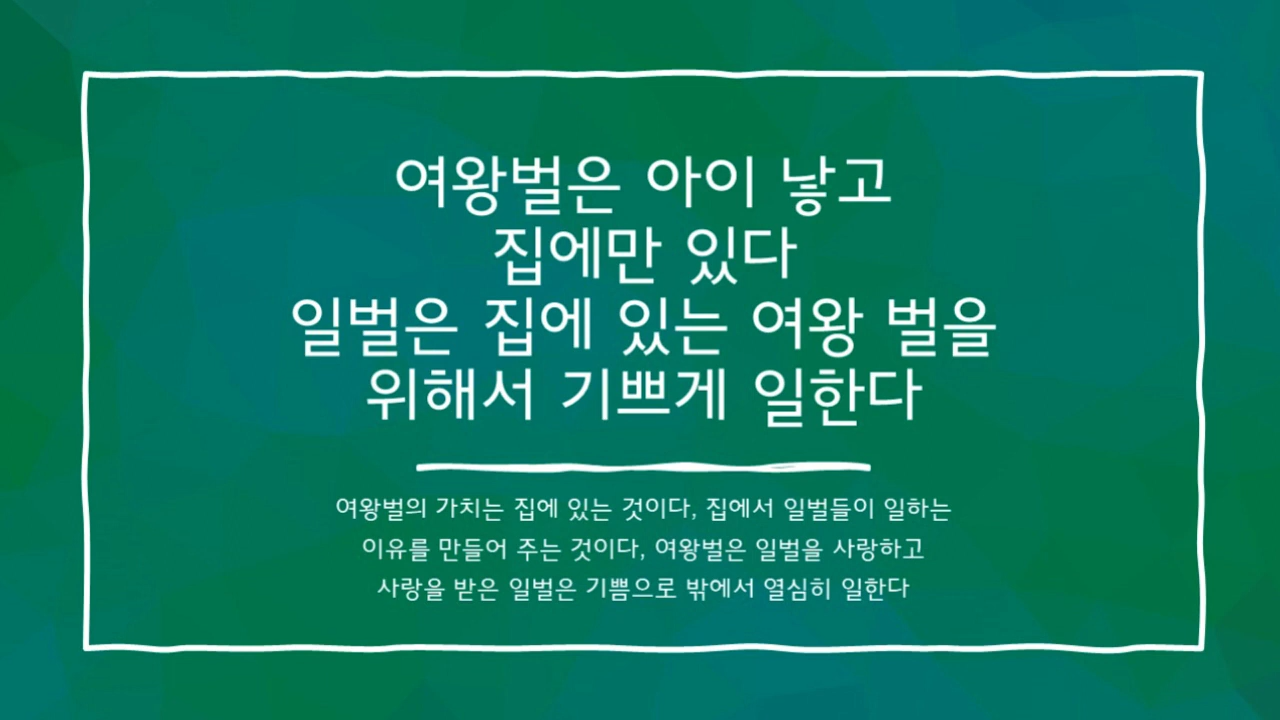 여왕벌은 아이 낳고
집에만 있다
일벌은 집에 있는 여왕 벌을
위해서 기쁘게 일한다
여왕벌의 가치는 집에 있는 것이다, 집에서 일벌들이 일하는
이유를 만들어 주는 것이다, 여왕벌은 일벌을 사랑하고
사랑을 받은 일벌은 기쁨으로 밖에서 열심히 일한다